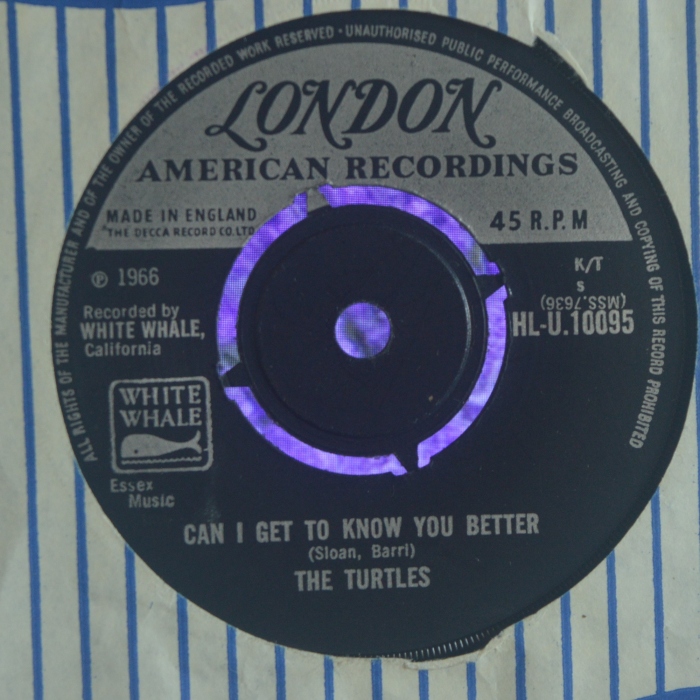 ALL RIGHTS OF THE MANUFACTURER AND OF THE OWNER OF THE RECORDED WORK RESERVED · UNAUTHORISED PUBLIC PERFORMANCE BROADCASTING AND COPYING OF THIS RECORD PROHIBITED
LONDON
AMERICAN RECORDINGS
MADE IN ENGLAND
THE DECCA RECORD CO.LTD.
45 R.P.M
℗ 1966
K/T
s
(MSS.7636)
HL-U.10095
Recorded by
WHITE WHALE,
California
WHITE
WHALE
Essex
Music
CAN I GET TO KNOW YOU BETTER
(Sloan, Barri)
THE TURTLES